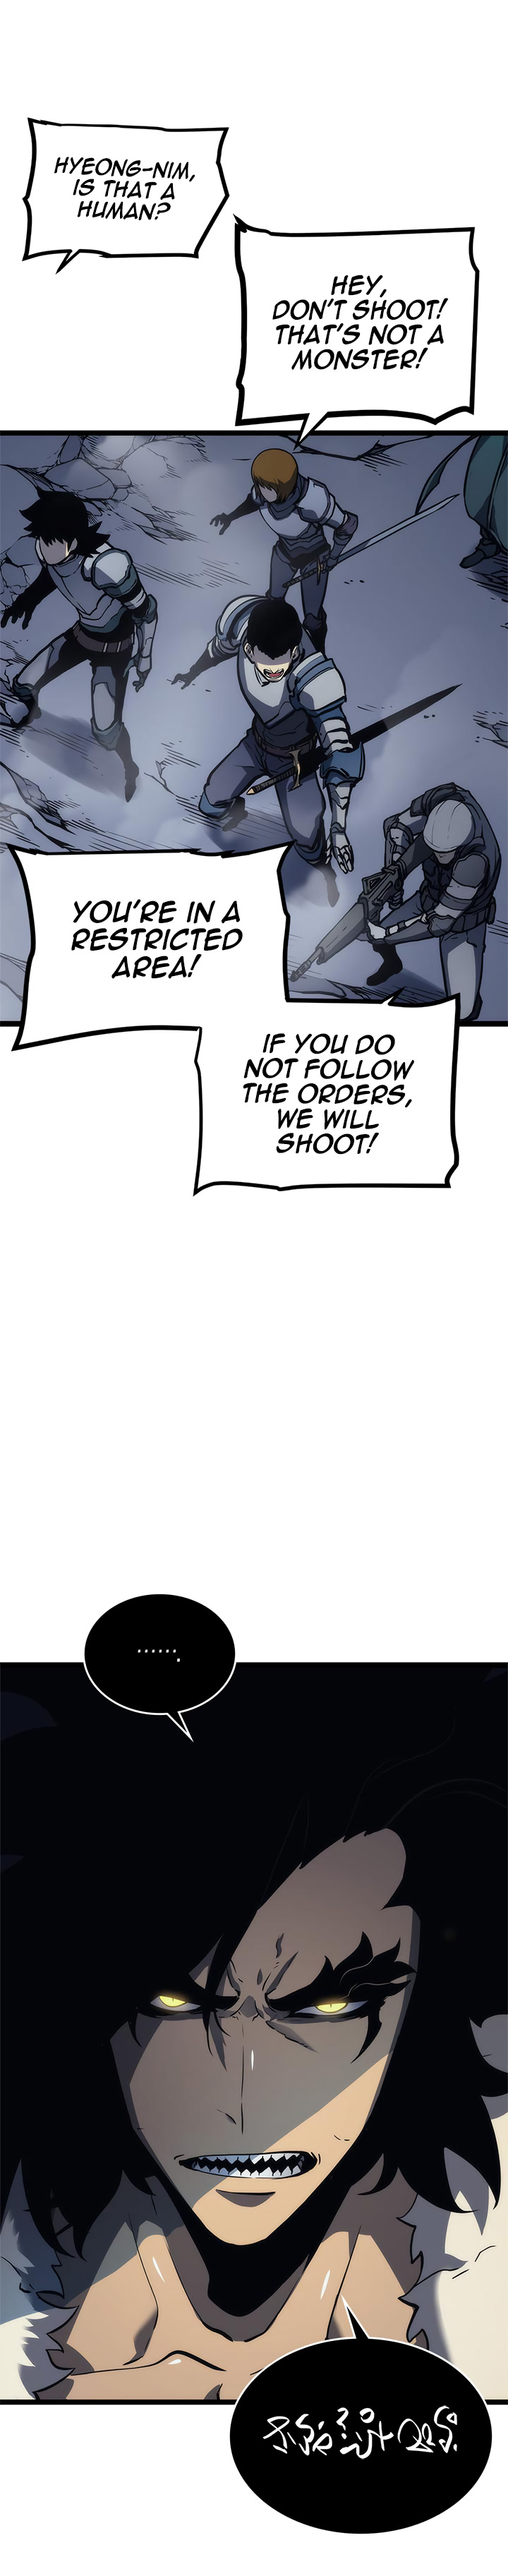 HYEONG-NIM,
IS THAT A
HUMAN?
HEY,
DON'T SHOOT!
THAT'S NOT A
MONSTER!
YOU'RE IN A
RESTRICTED
AREA!
IF YOU DO
NOT FOLLOW
THE ORDERS,
WE WILL
SHOOT!
......